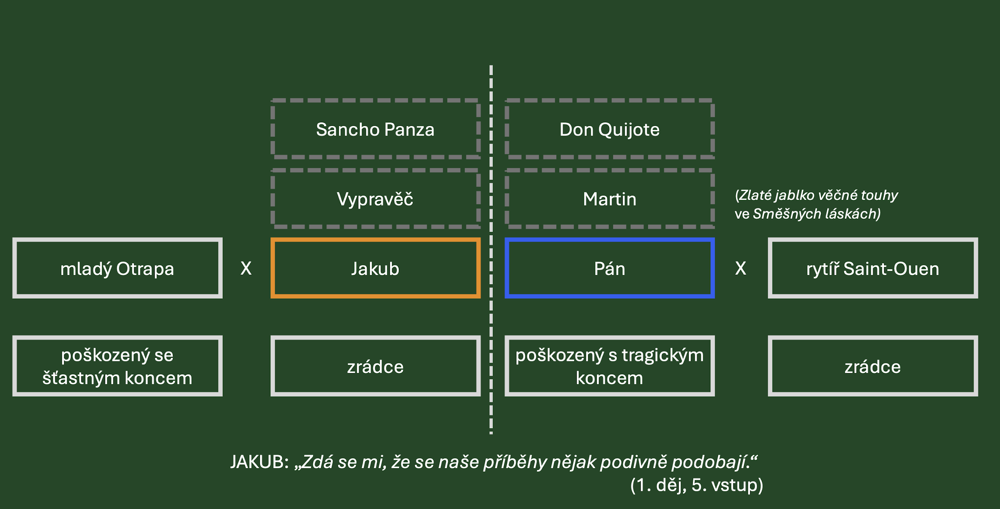 Sancho Panza
Don Quijote
Vypravěč
Martin
(Zlaté jablko věčné touhy
ve Směšných láskách)
mladý Otrapa
X
Jakub
Pán
X
rytíř Saint-Ouen
poškozený se
šťastným koncem
zrádce
poškozený s tragickým
koncem
zrádce
JAKUB: „Zdá se mi, že se naše příběhy nějak podivně podobají.“
(1. děj, 5. vstup)